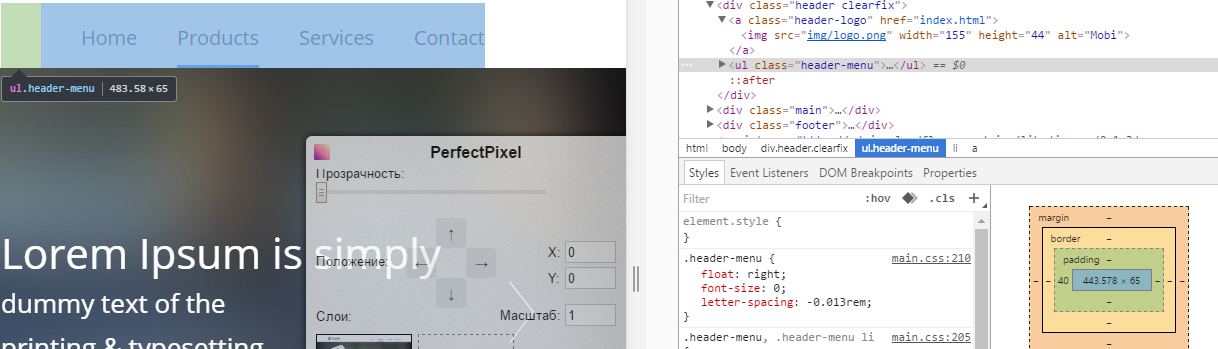 Home Products Services Contact
ul.header-menu 483.58×65
PerfectPixel
Прозрачность:
Lorem Ipsum is simply
dummy text of the
printing & typesetting
Положение:
↑
← →
↓
X: 0
Y: 0
Слои:
Масштаб: 1
▼<div class="header clearfix">
▼<a class="header-logo" href="index.html">
<img src="img/logo.png" width="155" height="44" alt="Mobi">
</a>
▶<ul class="header-menu">…</ul> == $0
::after
</div>
▶<div class="main">…</div>
▶<div class="footer">…</div>
html body div.header.clearfix ul.header-menu li a
Styles Event Listeners DOM Breakpoints Properties
Filter :hov .cls +
element.style {
}
.header-menu { main.css:210
float: right;
font-size: 0;
letter-spacing: -0.013rem;
}
.header-menu, .header-menu li main.css:205
margin –
border –
padding –
– – 40 443.578 × 65 – – –
–
–
–